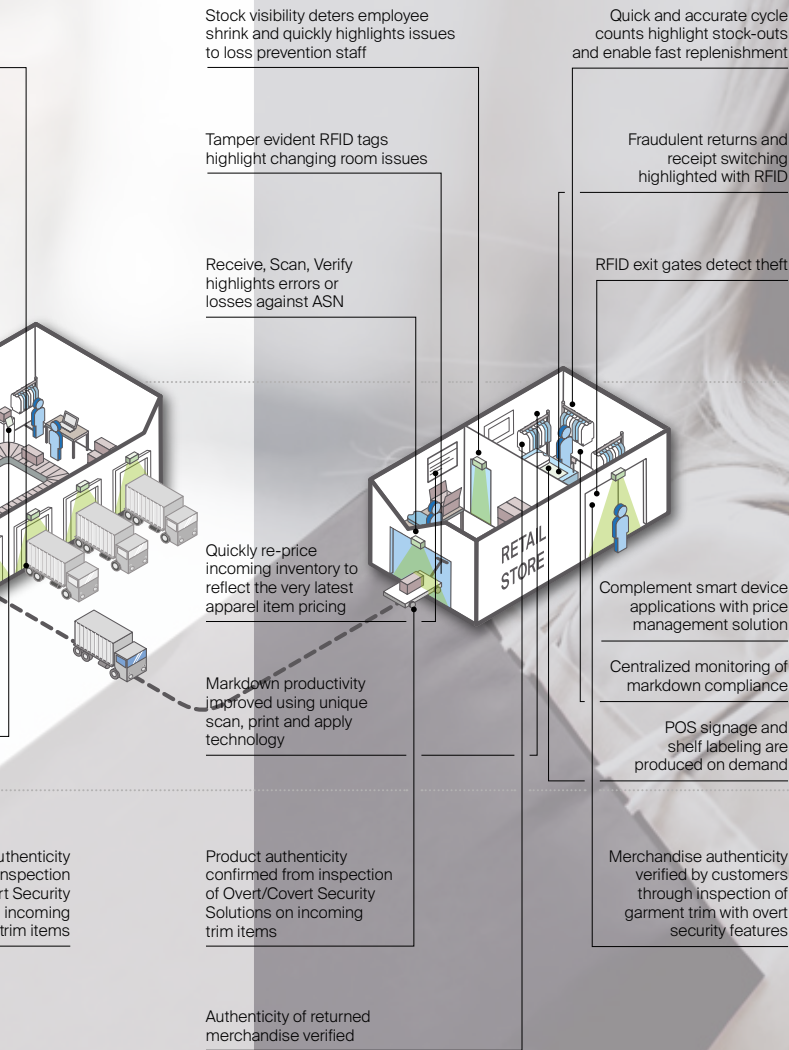 Stock visibility deters employee
shrink and quickly highlights issues
to loss prevention staff
Quick and accurate cycle
counts highlight stock-outs
and enable fast replenishment
Tamper evident RFID tags
highlight changing room issues
Fraudulent returns and
receipt switching
highlighted with RFID
Receive, Scan, Verify
highlights errors or
losses against ASN
RFID exit gates detect theft
RETAIL
STORE
Quickly re-price
incoming inventory to
reflect the very latest
apparel item pricing
Complement smart device
applications with price
management solution
Centralized monitoring of
markdown compliance
Markdown productivity
improved using unique
scan, print and apply
technology
POS signage and
shelf labeling are
produced on demand
uthenticity
nspection
rt Security
incoming
trim items
Product authenticity
confirmed from inspection
of Overt/Covert Security
Solutions on incoming
trim items
Merchandise authenticity
verified by customers
through inspection of
garment trim with overt
security features
Authenticity of returned
merchandise verified